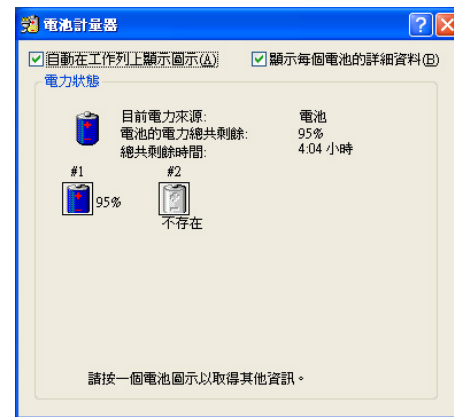 電池計量器
自動在工作列上顯示圖示(A) 顯示每個電池的詳細資料(B)
電力狀態
目前電力來源: 電池
電池的電力總共剩餘: 95%
總共剩餘時間: 4:04 小時
#1 #2
95%
不存在
請按一個電池圖示以取得其他資訊。